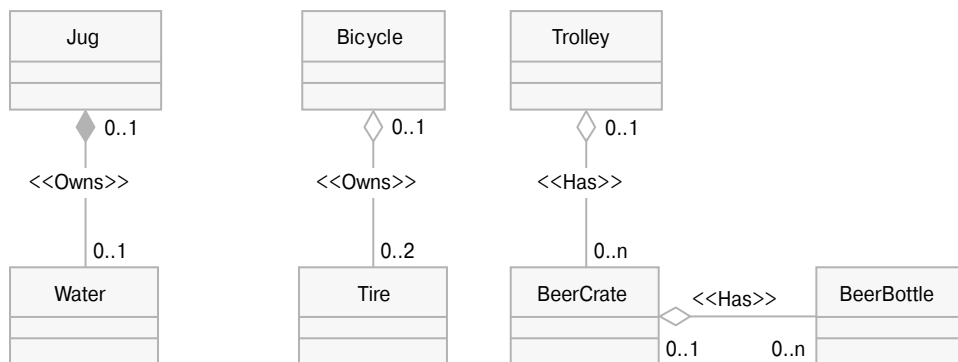 Jug
Bicycle
Trolley
0..1
0..1
0..1
<<Owns>>
<<Owns>>
<<Has>>
0..1
0..2
0..n
Water
Tire
BeerCrate
<<Has>>
BeerBottle
0..1
0..n